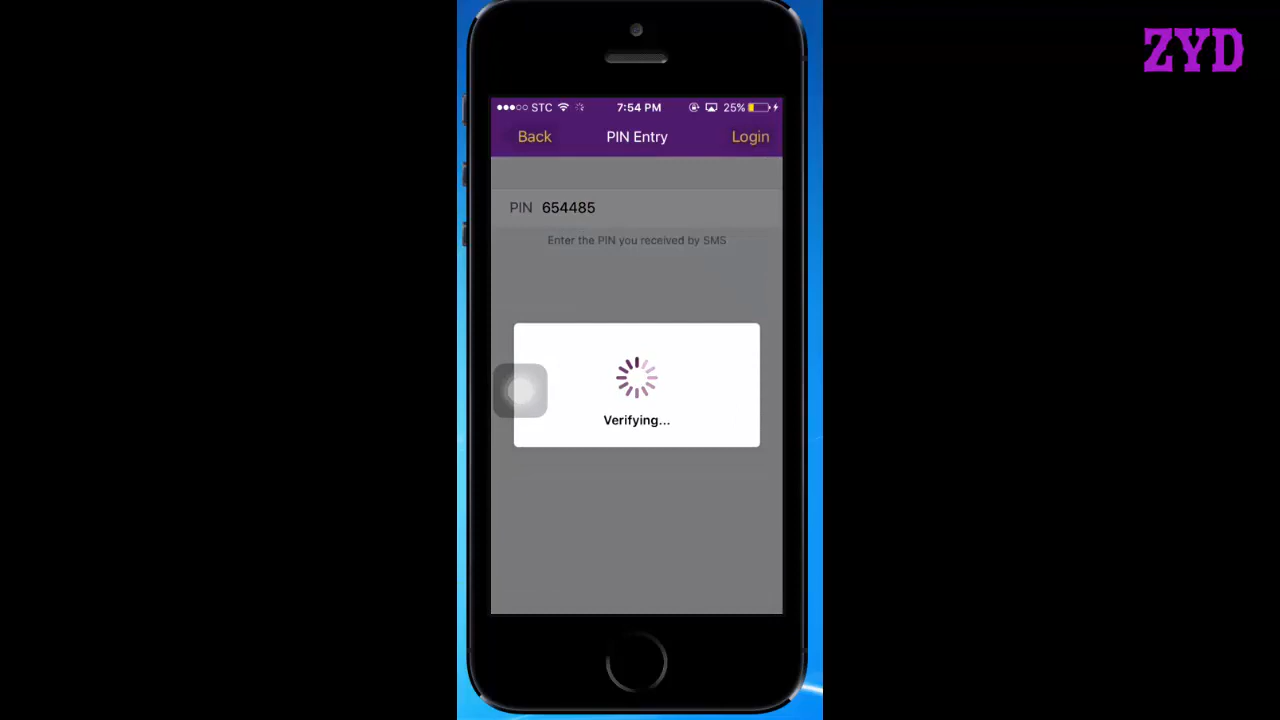 ZYD
STC 7:54 PM 25%
Back PIN Entry Login
PIN 654485
Enter the PIN you received by SMS
Verifying...